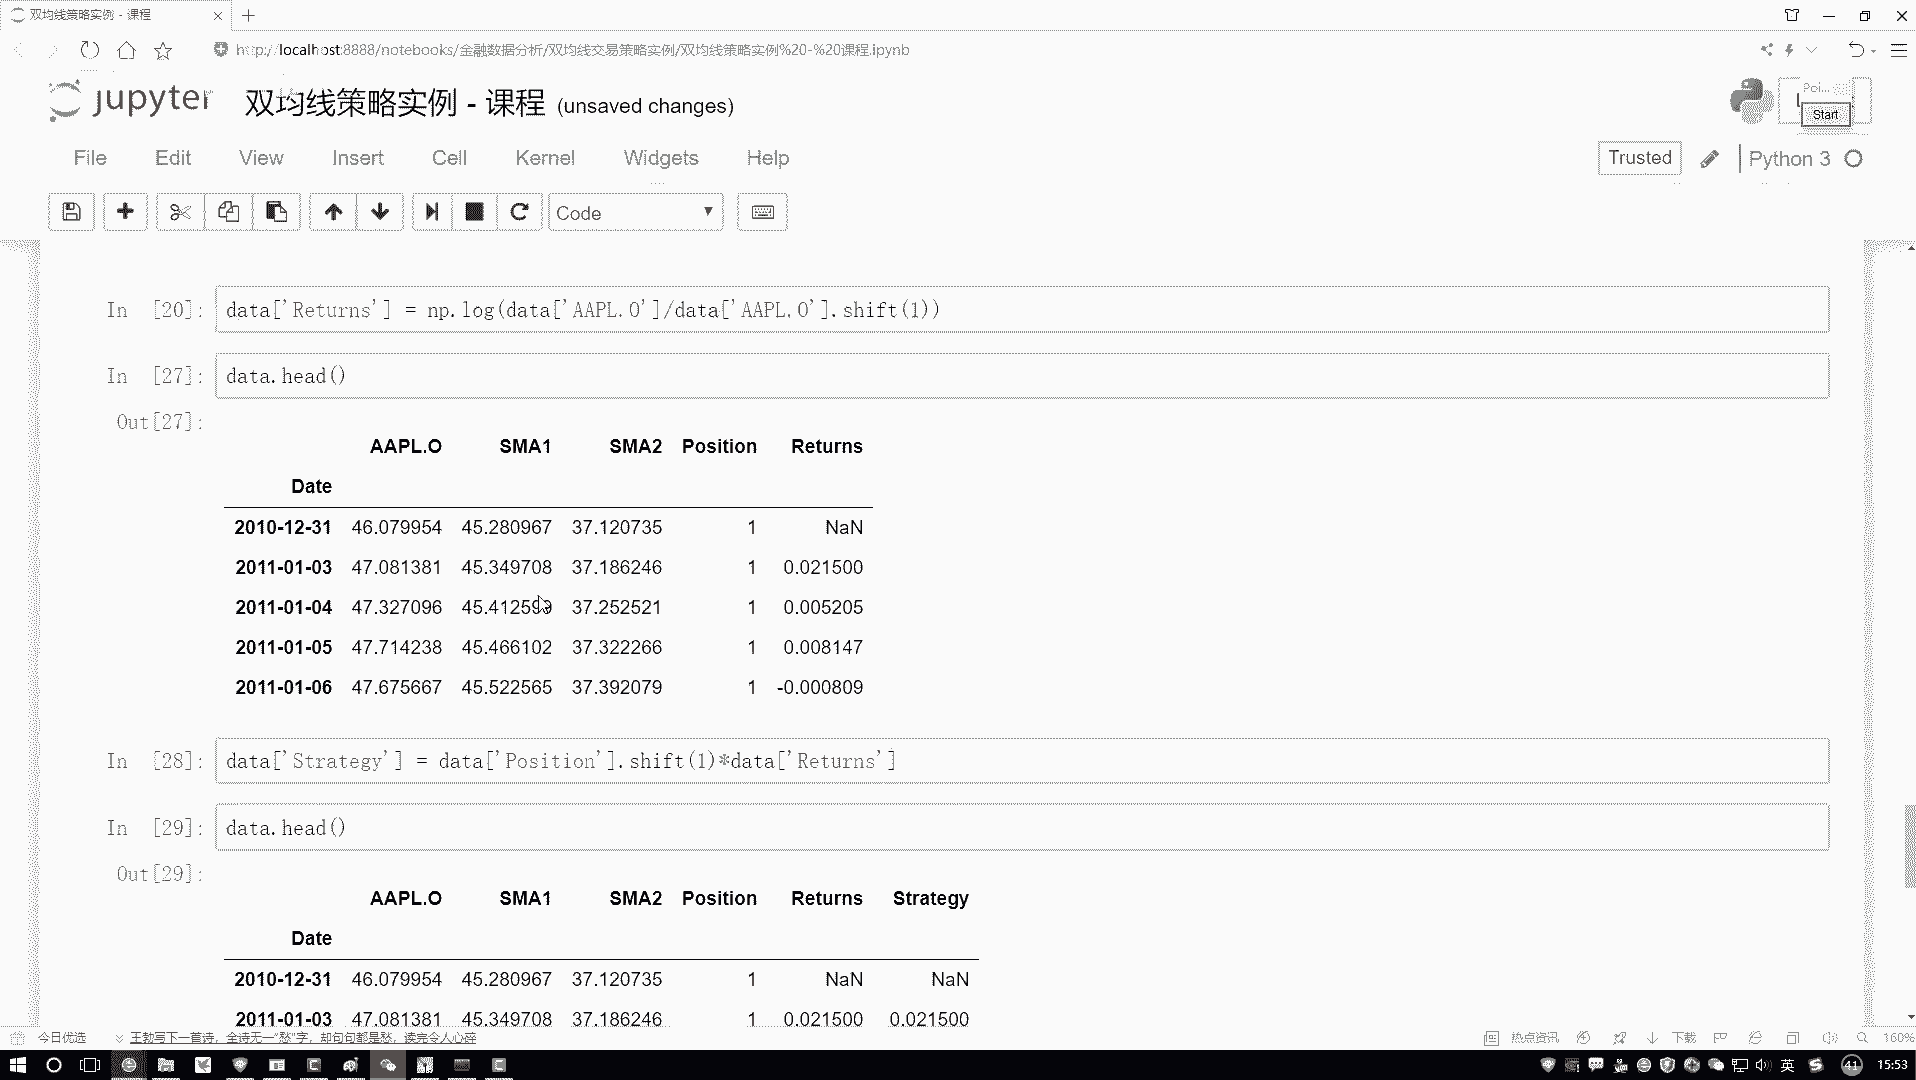 双均线策略实例 - 课程
http://localhost:8888/notebooks/金融数据分析/双均线交易策略实例/双均线策略实例%20-%20课程.ipynb
jupyter 双均线策略实例 - 课程 (unsaved changes)
Poi...
Start
File Edit View Insert Cell Kernel Widgets Help
Trusted Python 3
Code
In [20]: data['Returns'] = np.log(data['AAPL.O']/data['AAPL.O'].shift(1))
In [27]: data.head()
Out[27]:
AAPL.O SMA1 SMA2 Position Returns
Date
2010-12-31 46.079954 45.280967 37.120735 1 NaN
2011-01-03 47.081381 45.349708 37.186246 1 0.021500
2011-01-04 47.327096 45.412599 37.252521 1 0.005205
2011-01-05 47.714238 45.466102 37.322266 1 0.008147
2011-01-06 47.675667 45.522565 37.392079 1 -0.000809
In [28]: data['Strategy'] = data['Position'].shift(1)*data['Returns']
In [29]: data.head()
Out[29]:
AAPL.O SMA1 SMA2 Position Returns Strategy
Date
2010-12-31 46.079954 45.280967 37.120735 1 NaN NaN
2011-01-03 47.081381 45.349708 37.186246 1 0.021500 0.021500
今日优选 王勃写下一首诗，全诗无一"愁"字，却句句都是愁，读完令人心碎 热点资讯 下载 160%
英 41 15:53